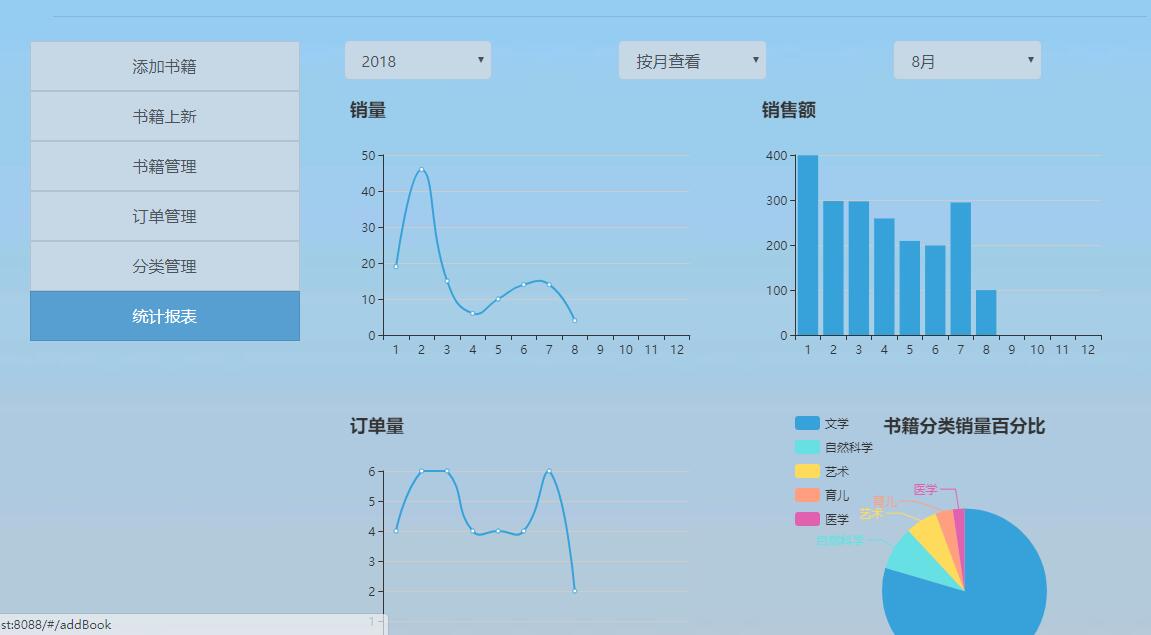 添加书籍
书籍上新
书籍管理
订单管理
分类管理
统计报表
2018
按月查看
8月
销量
50
40
30
20
10
0
1 2 3 4 5 6 7 8 9 10 11 12
销售额
400
300
200
100
0
1 2 3 4 5 6 7 8 9 10 11 12
订单量
6
5
4
3
2
1
文学
自然科学
艺术
育儿
医学
书籍分类销量百分比
医学
育儿
艺术
自然科学
st:8088/#/addBook